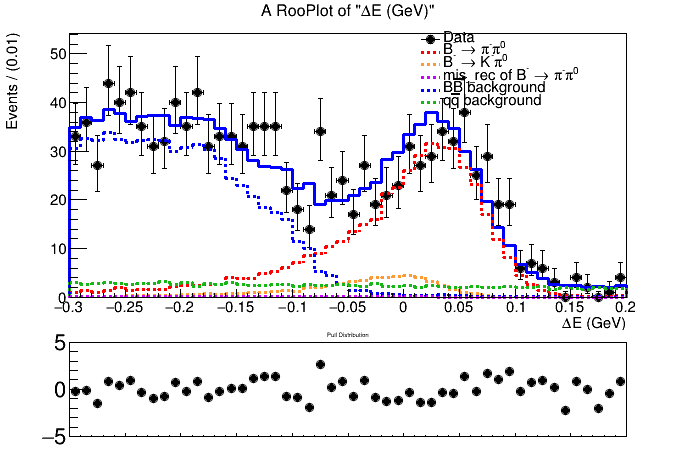 A RooPlot of "ΔE (GeV)"
Events / (0.01)
Data
B⁻ → π⁻π⁰
B⁻ → K⁻π⁰
mis_rec of B⁻ → π⁻π⁰
BB̅ background
qq̅ background
50
40
30
20
10
0
−0.3 −0.25 −0.2 −0.15 −0.1 −0.05 0 0.05 0.1 0.15 0.2
ΔE (GeV)
Pull Distribution
5
0
−5